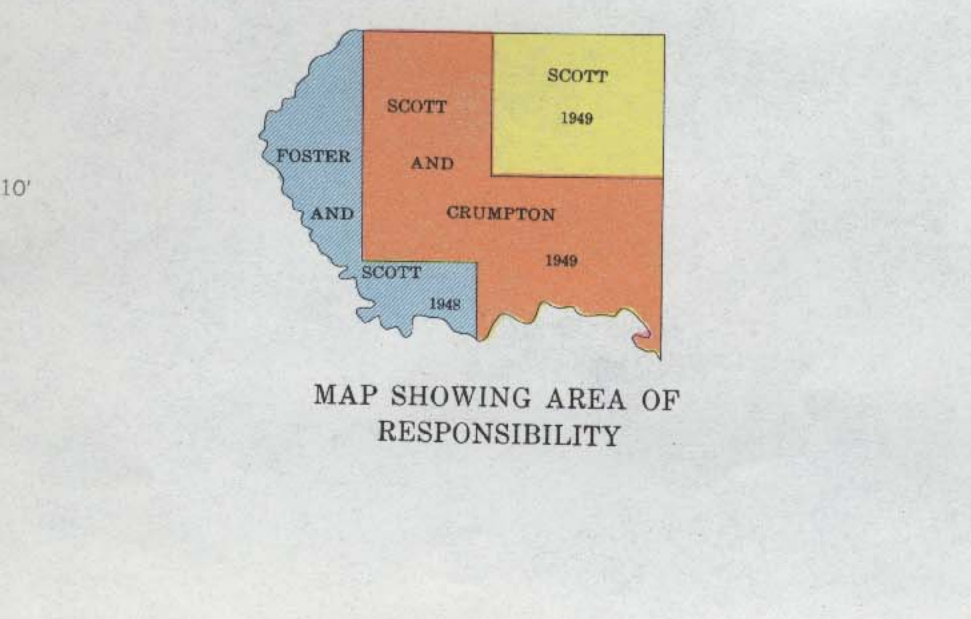 10'
FOSTER
AND
SCOTT
1948
SCOTT
AND
CRUMPTON
1949
SCOTT
1949
MAP SHOWING AREA OF
RESPONSIBILITY